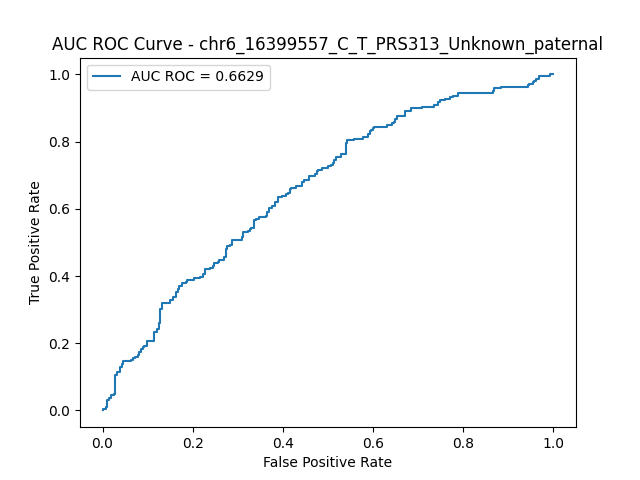 AUC ROC Curve - chr6_16399557_C_T_PRS313_Unknown_paternal
AUC ROC = 0.6629
1.0
0.8
0.6
0.4
0.2
0.0
True Positive Rate
0.0 0.2 0.4 0.6 0.8 1.0
False Positive Rate